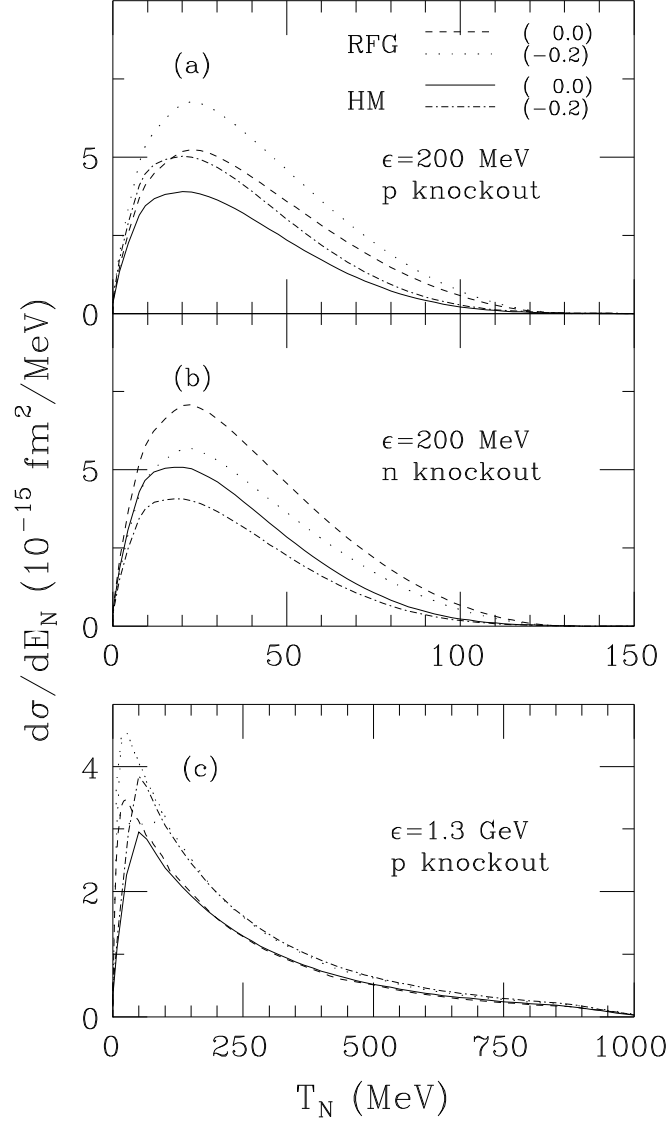 (a)
RFG ( 0.0)
(−0.2)
HM ( 0.0)
(−0.2)
ϵ=200 MeV
p knockout
5
0
(b)
ϵ=200 MeV
n knockout
5
0
0 50 100 150
(c)
ϵ=1.3 GeV
p knockout
4
2
0
0 250 500 750 1000
T_N (MeV)
dσ/dE_N (10⁻¹⁵ fm²/MeV)